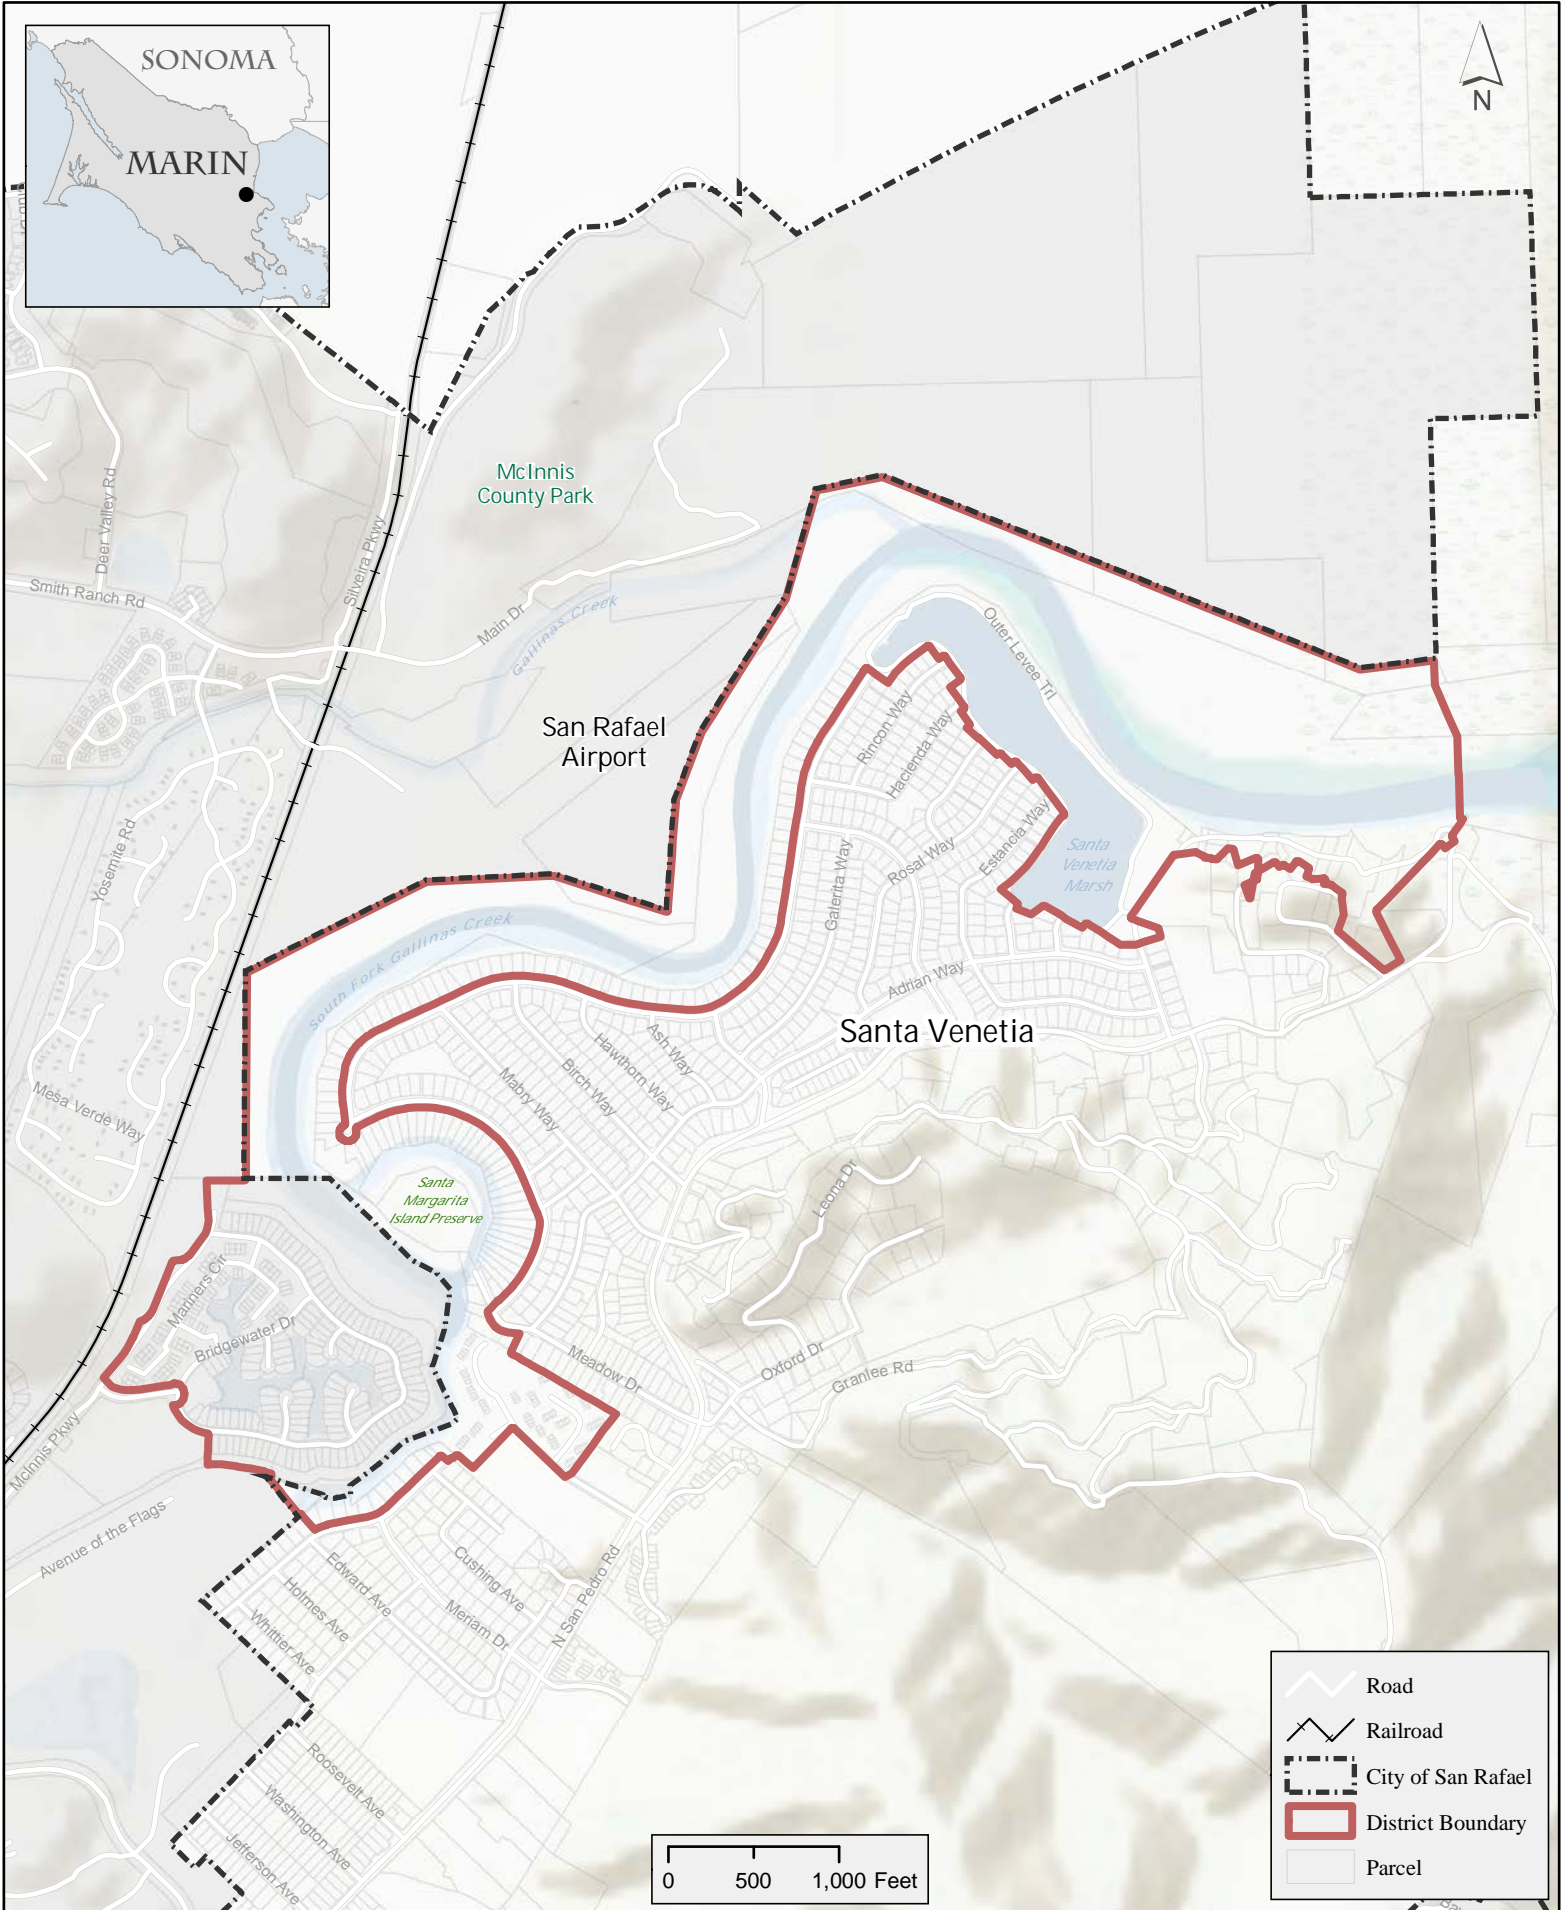 SONOMA
MARIN
N
McInnis
County Park
Deer Valley Rd
Silveira Pkwy
Smith Ranch Rd
Main Dr
Gallinas Creek
Outer Levee Trl
San Rafael
Airport
Rincon Way
Hacienda Way
Yosemite Rd
Galerita Way
Rosal Way
Estancia Way
Santa
Venetia
Marsh
South Fork Gallinas Creek
Adrian Way
Santa Venetia
Ash Way
Hawthorn Way
Birch Way
Mabry Way
Mesa Verde Way
Santa
Margarita
Island Preserve
Leona Dr
Mariners Cir
Bridgewater Dr
Meadow Dr
Oxford Dr
Granlee Rd
McInnis Pkwy
Avenue of the Flags
Edward Ave
Holmes Ave
Whittier Ave
Cushing Ave
Meriam Dr
N San Pedro Rd
Roosevelt Ave
Washington Ave
Jefferson Ave
0 500 1,000 Feet
Road
Railroad
City of San Rafael
District Boundary
Parcel